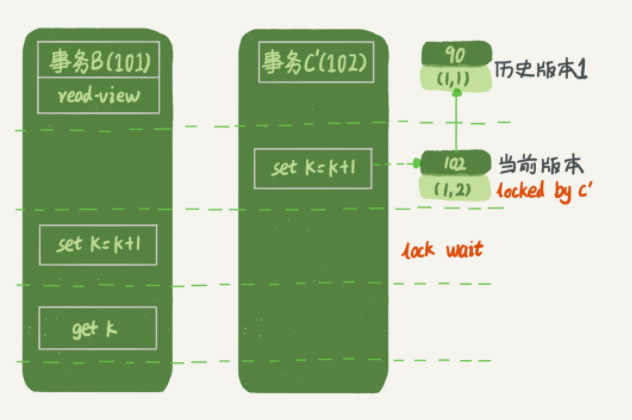 事务B(101)
read-view
事务C'(102)
90
(1,1)
历史版本1
set k=k+1
102
(1,2)
当前版本
locked by C'
set k=k+1
lock wait
get k